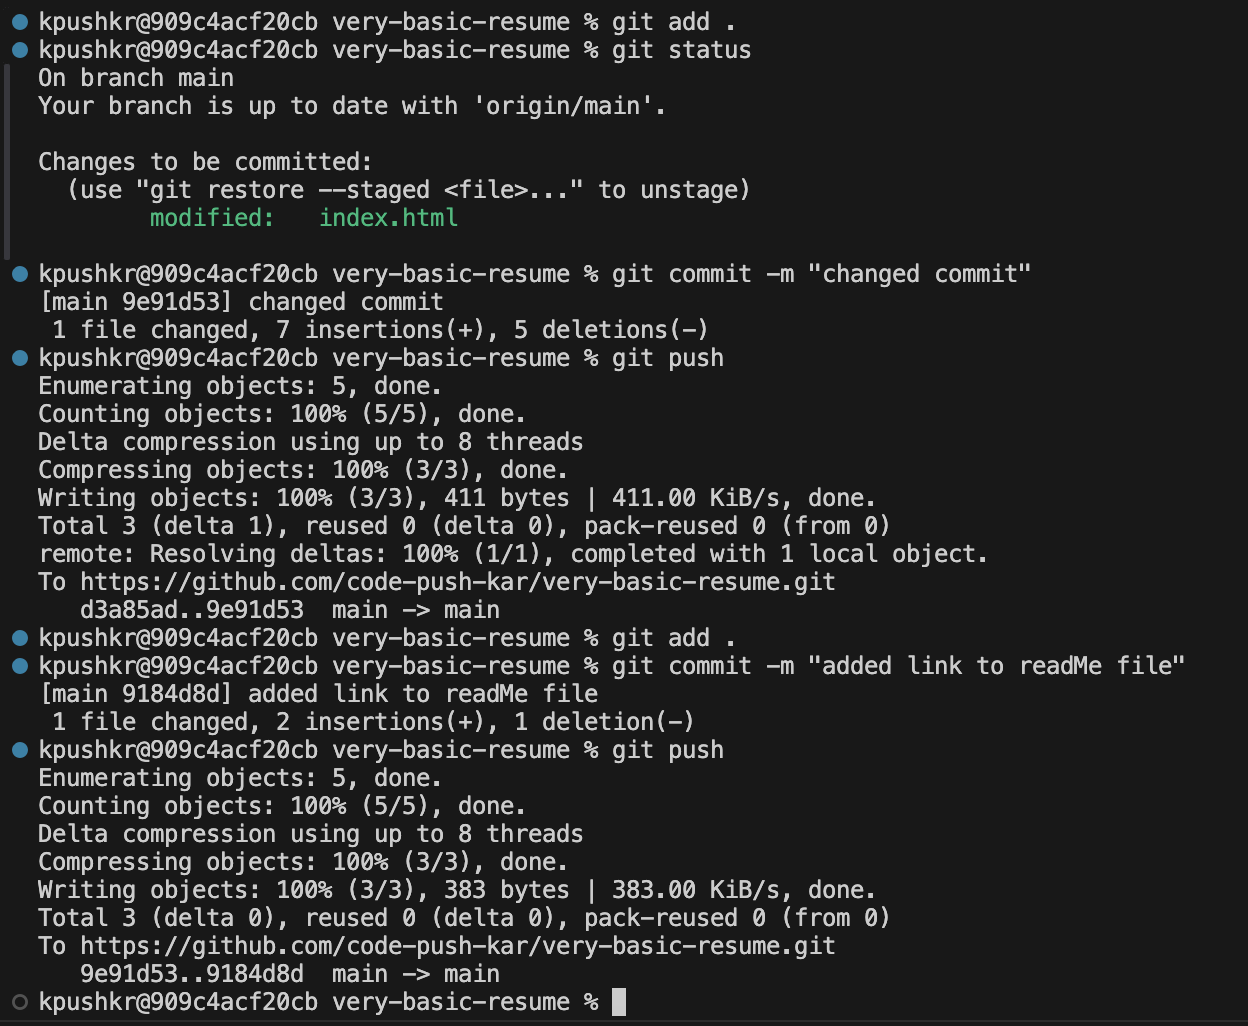 kpushkr@909c4acf20cb very-basic-resume % git add .
kpushkr@909c4acf20cb very-basic-resume % git status
On branch main
Your branch is up to date with 'origin/main'.

Changes to be committed:
  (use "git restore --staged <file>..." to unstage)
        modified:   index.html

kpushkr@909c4acf20cb very-basic-resume % git commit -m "changed commit"
[main 9e91d53] changed commit
 1 file changed, 7 insertions(+), 5 deletions(-)
kpushkr@909c4acf20cb very-basic-resume % git push
Enumerating objects: 5, done.
Counting objects: 100% (5/5), done.
Delta compression using up to 8 threads
Compressing objects: 100% (3/3), done.
Writing objects: 100% (3/3), 411 bytes | 411.00 KiB/s, done.
Total 3 (delta 1), reused 0 (delta 0), pack-reused 0 (from 0)
remote: Resolving deltas: 100% (1/1), completed with 1 local object.
To https://github.com/code-push-kar/very-basic-resume.git
   d3a85ad..9e91d53  main -> main
kpushkr@909c4acf20cb very-basic-resume % git add .
kpushkr@909c4acf20cb very-basic-resume % git commit -m "added link to readMe file"
[main 9184d8d] added link to readMe file
 1 file changed, 2 insertions(+), 1 deletion(-)
kpushkr@909c4acf20cb very-basic-resume % git push
Enumerating objects: 5, done.
Counting objects: 100% (5/5), done.
Delta compression using up to 8 threads
Compressing objects: 100% (3/3), done.
Writing objects: 100% (3/3), 383 bytes | 383.00 KiB/s, done.
Total 3 (delta 0), reused 0 (delta 0), pack-reused 0 (from 0)
To https://github.com/code-push-kar/very-basic-resume.git
   9e91d53..9184d8d  main -> main
kpushkr@909c4acf20cb very-basic-resume %